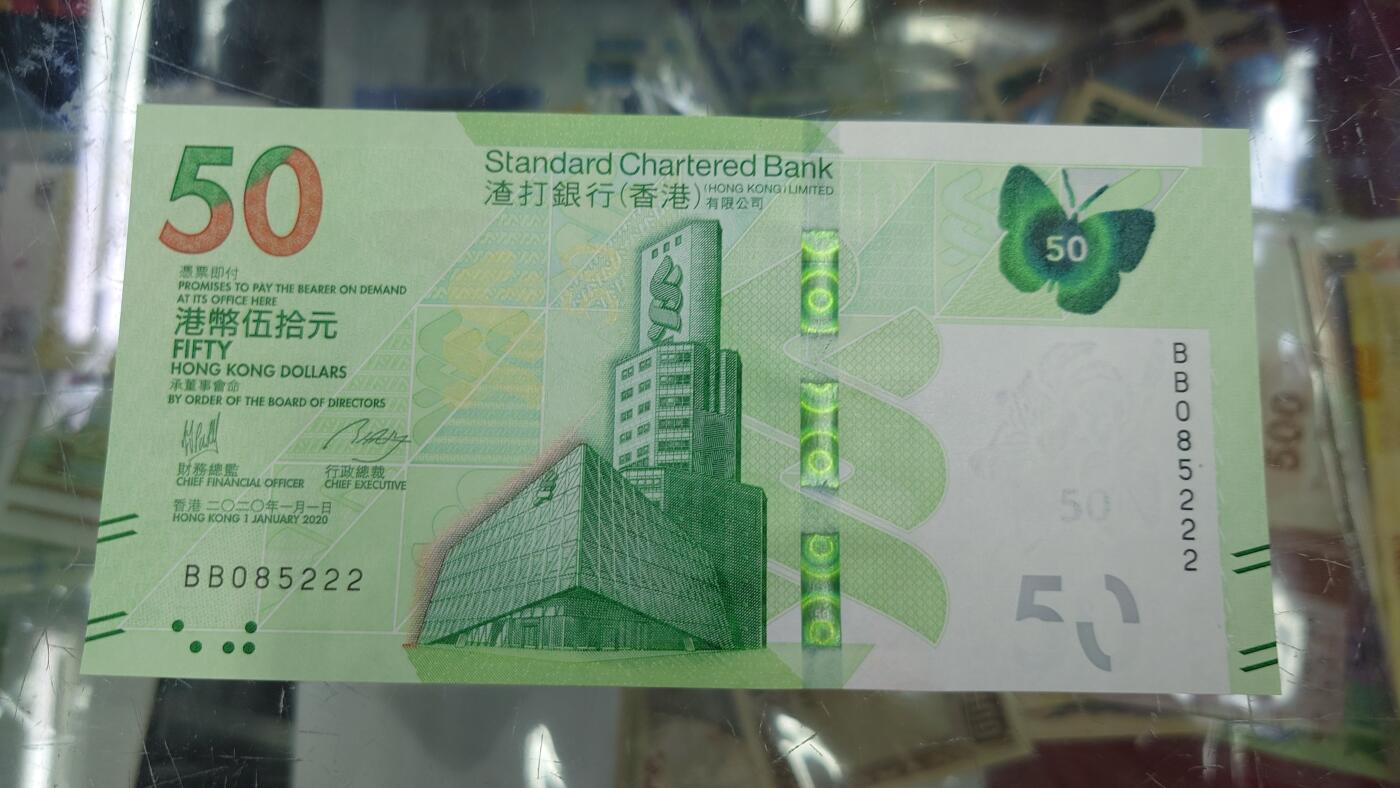 50
Standard Chartered Bank
渣打銀行(香港) (HONG KONG) LIMITED
有限公司
50
憑票即付
PROMISES TO PAY THE BEARER ON DEMAND
AT ITS OFFICE HERE
港幣伍拾元
FIFTY
HONG KONG DOLLARS
承董事會命
BY ORDER OF THE BOARD OF DIRECTORS
財務總監
CHIEF FINANCIAL OFFICER
行政總裁
CHIEF EXECUTIVE
香港 二〇二〇年一月一日
HONG KONG 1 JANUARY 2020
BB085222
BB085222
50
50
500